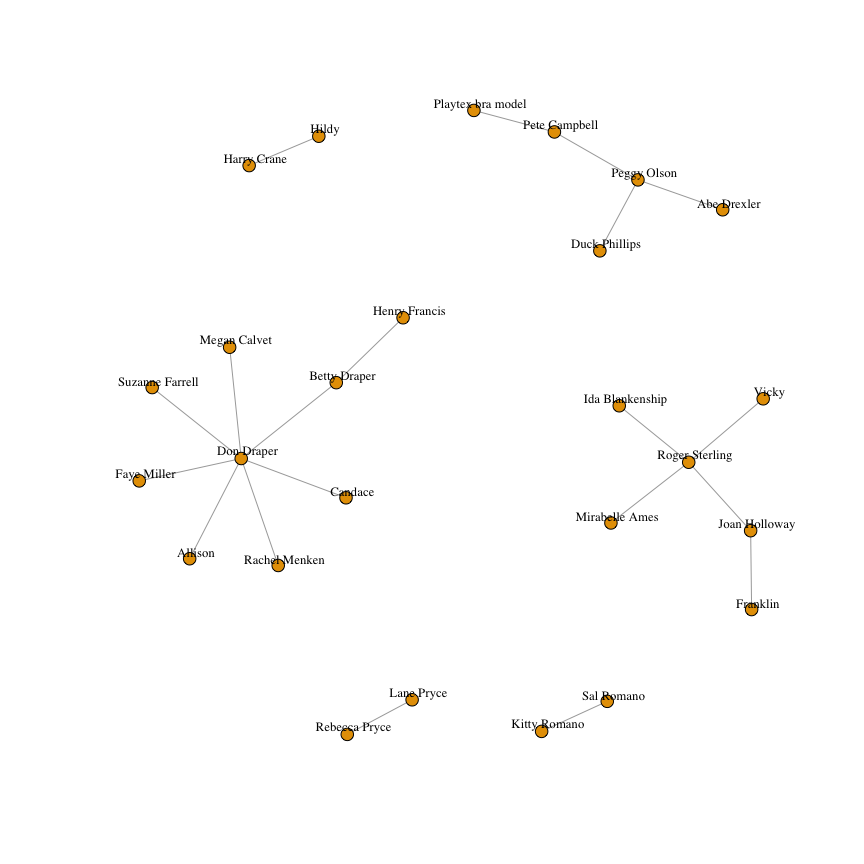 Playtex bra model
Pete Campbell
Hildy
Harry Crane
Peggy Olson
Abe Drexler
Duck Phillips
Henry Francis
Megan Calvet
Betty Draper
Suzanne Farrell
Don Draper
Faye Miller
Candace
Allison
Rachel Menken
Ida Blankenship
Vicky
Roger Sterling
Mirabelle Ames
Joan Holloway
Franklin
Lane Pryce
Rebecca Pryce
Sal Romano
Kitty Romano